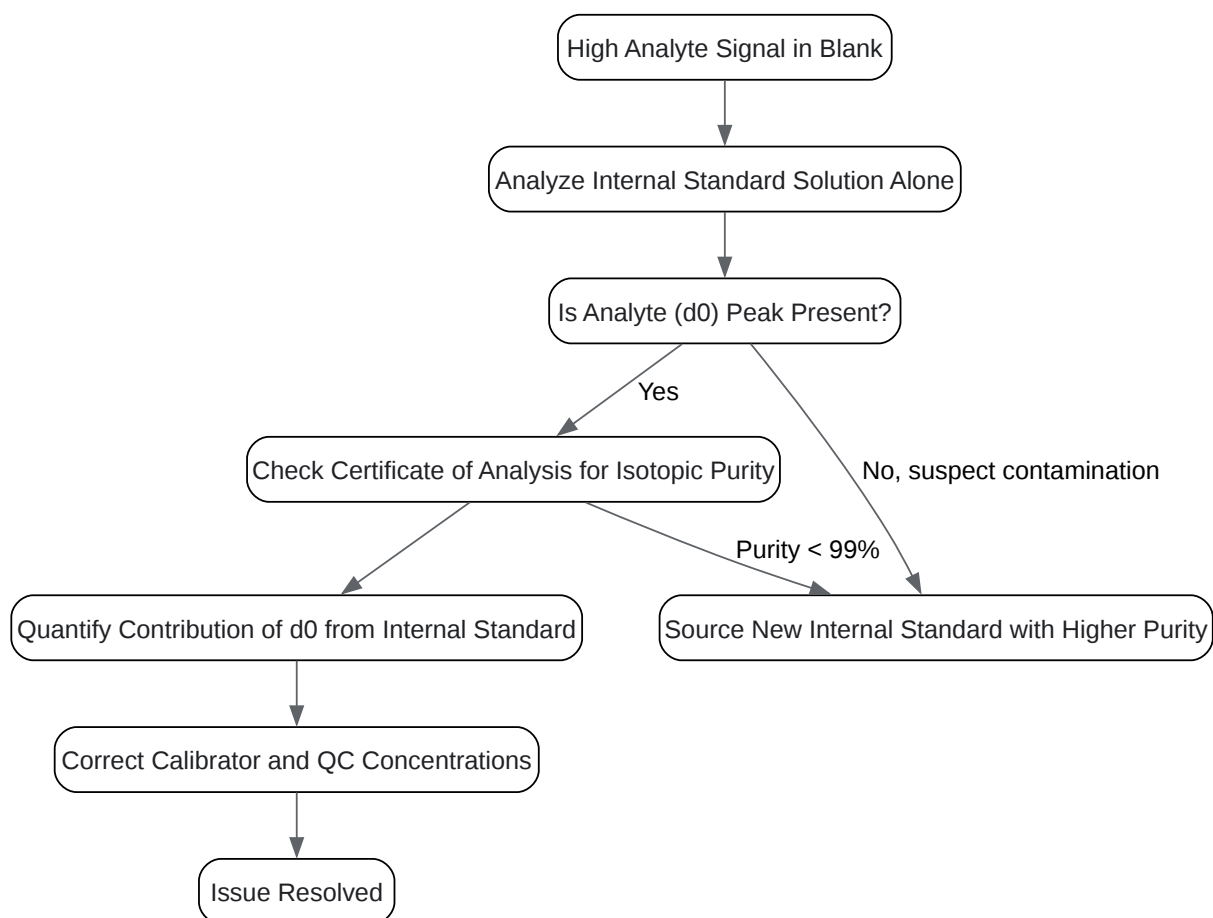 High Analyte Signal in Blank
Analyze Internal Standard Solution Alone
Is Analyte (d0) Peak Present?
Yes
Check Certificate of Analysis for Isotopic Purity
No, suspect contamination
Purity < 99%
Quantify Contribution of d0 from Internal Standard
Source New Internal Standard with Higher Purity
Correct Calibrator and QC Concentrations
Issue Resolved